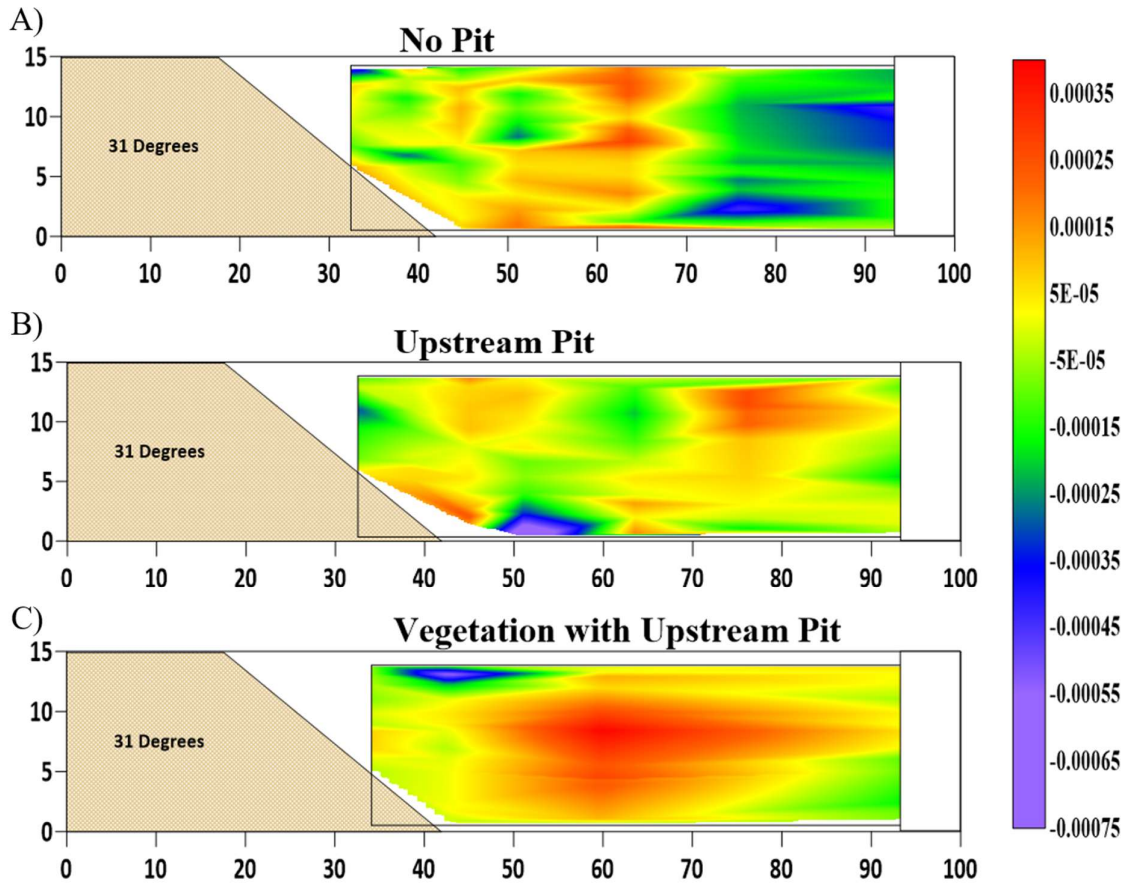 A)
No Pit
15
10
5
0
31 Degrees
0 10 20 30 40 50 60 70 80 90 100
B)
Upstream Pit
15
10
5
0
31 Degrees
0 10 20 30 40 50 60 70 80 90 100
C)
Vegetation with Upstream Pit
15
10
5
0
31 Degrees
0 10 20 30 40 50 60 70 80 90 100
0.00035
0.00025
0.00015
5E-05
-5E-05
-0.00015
-0.00025
-0.00035
-0.00045
-0.00055
-0.00065
-0.00075